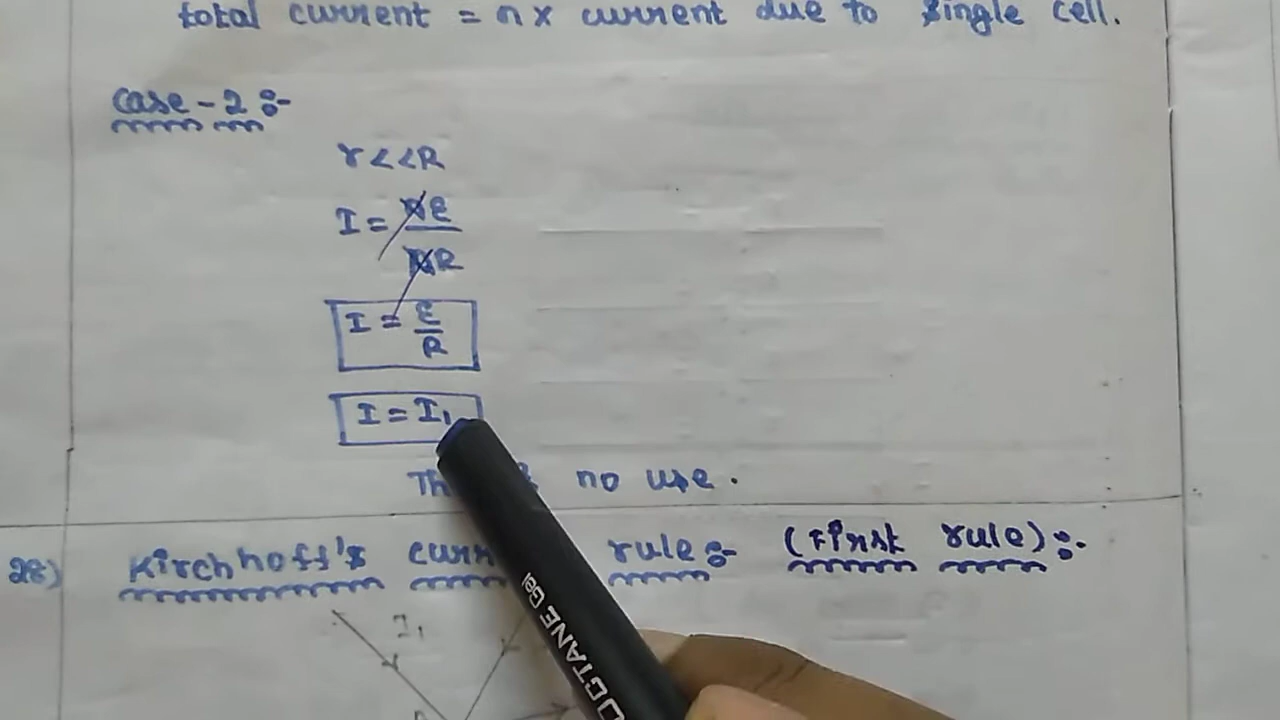 total current = n x current due to single cell.
case - 2 :-
r << R
I = NE
NR
I = E
R
I = I₁
no use.
28) Kirchhoff's rule :- (First rule) :-
I₁
OCTANE Gel